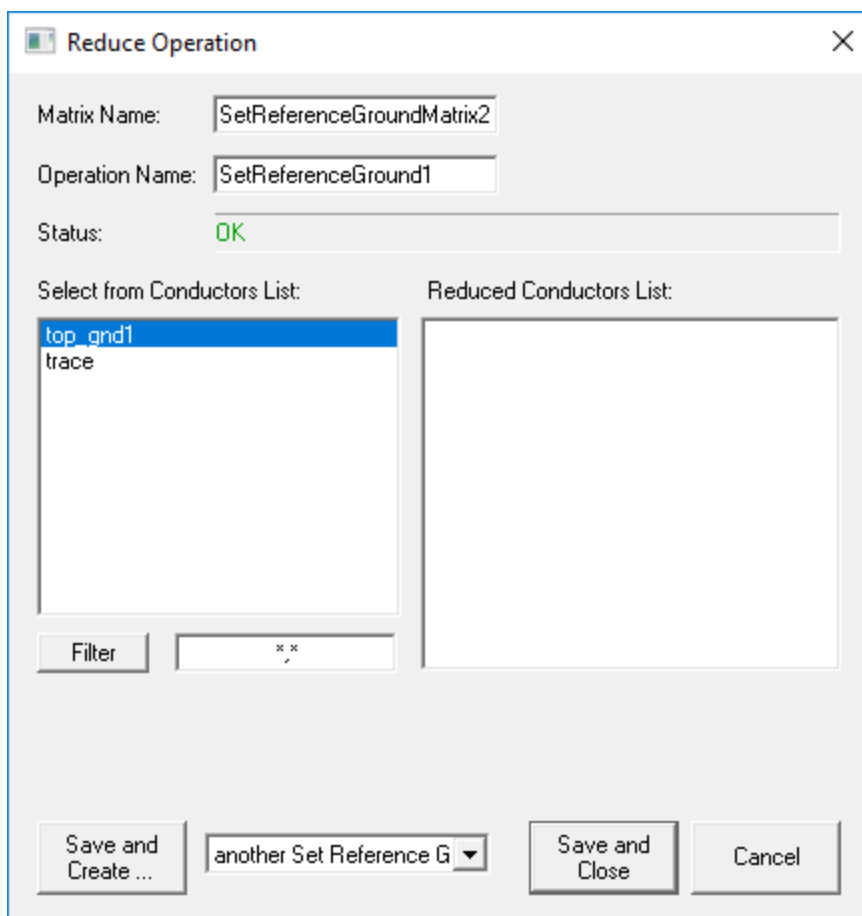 Reduce Operation
Matrix Name: SetReferenceGroundMatrix2
Operation Name: SetReferenceGround1
Status: OK
Select from Conductors List: Reduced Conductors List:
top_gnd1
trace
Filter *,*
Save and
Create ...
another Set Reference G
Save and
Close
Cancel